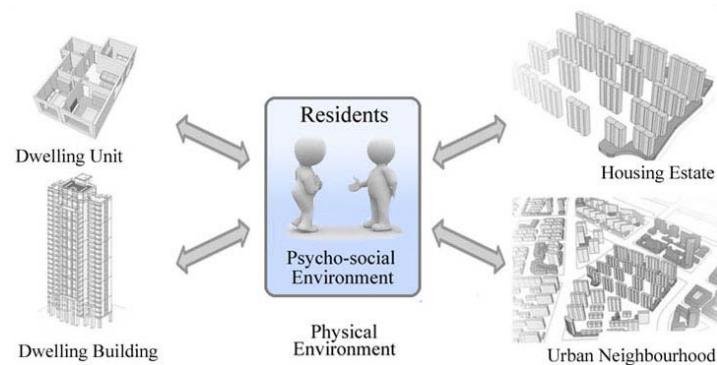 Residents
Dwelling Unit
Housing Estate
Psycho-social
Environment
Physical
Environment
Dwelling Building
Urban Neighbourhood